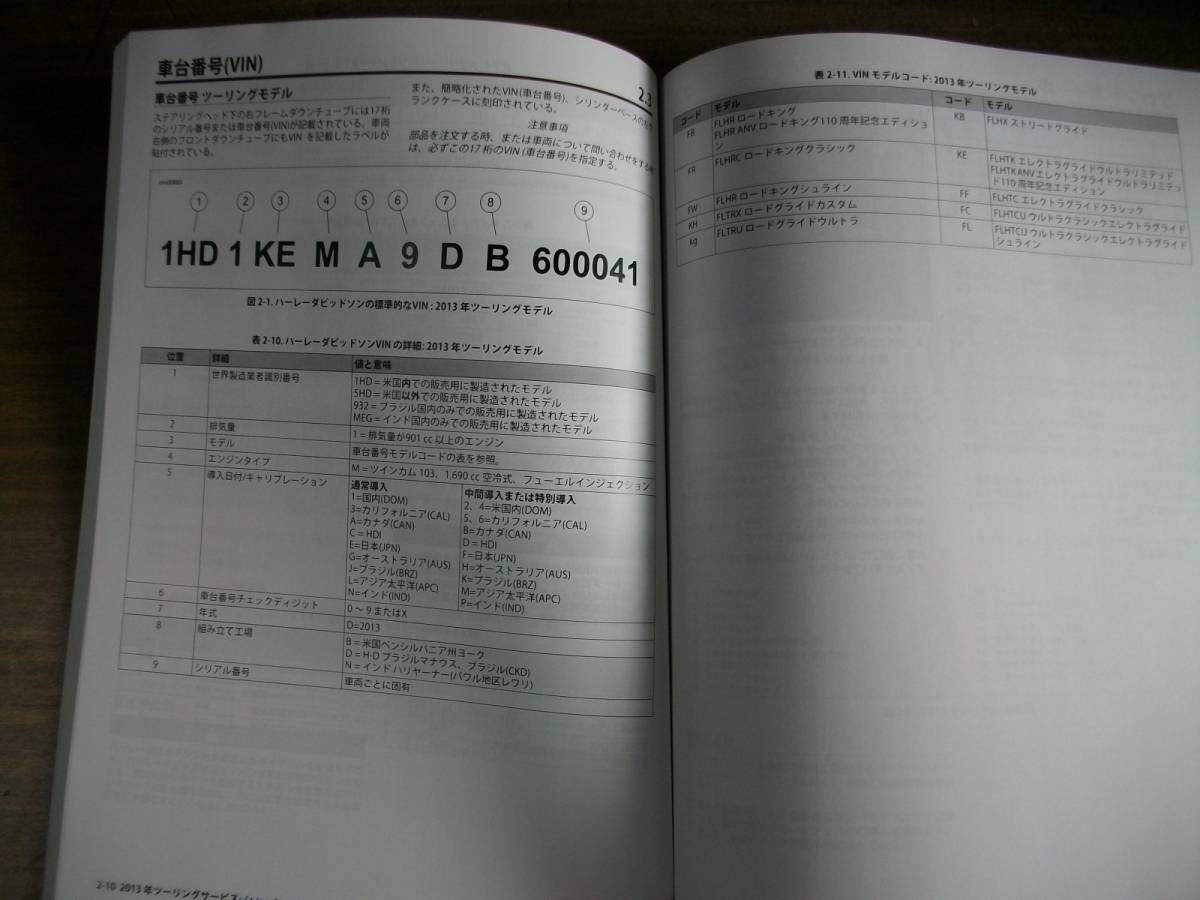 車台番号(VIN)
2.3
車台番号 ツーリングモデル
ステアリングヘッド下の右フレームダウンチューブには17桁
のシリアル番号または車台番号(VIN)が記載されている。車両
右側のフロントダウンチューブにもVIN を記載したラベルが
貼付されている。
また、簡略化されたVIN (車台番号)、シリンダーベースの
ランクケースに刻印されている。
注意事項
部品を注文する時、または車両について問い合わせをする時
は、必ずこの17 桁のVIN (車台番号)を指定する。
1 2 3 4 5 6 7 8 9
1HD 1 KE M A 9 D B 600041
図 2-1. ハーレーダビッドソンの標準的なVIN : 2013 年ツーリングモデル
表 2-10. ハーレーダビッドソンVIN の詳細: 2013 年ツーリングモデル
位置 詳細 値と意味
1 世界製造業者識別番号 1HD = 米国内での販売用に製造されたモデル
5HD = 米国以外での販売用に製造されたモデル
932 = ブラジル国内のみでの販売用に製造されたモデル
MEG = インド国内のみでの販売用に製造されたモデル
2 排気量 1 = 排気量が901 cc 以上のエンジン
3 モデル 車台番号モデルコードの表を参照。
4 エンジンタイプ M = ツインカム 103、1,690 cc 空冷式、フューエルインジェクション
5 導入日付/キャリブレーション 通常導入 中間導入または特別導入
1=国内(DOM) 2、4=米国内(DOM)
3=カリフォルニア(CAL) 5、6=カリフォルニア(CAL)
A=カナダ(CAN) B=カナダ(CAN)
C = HDI D = HDI
E=日本(JPN) F=日本(JPN)
G=オーストラリア(AUS) H=オーストラリア(AUS)
J=ブラジル(BRZ) K=ブラジル(BRZ)
L=アジア太平洋(APC) M=アジア太平洋(APC)
N=インド(IND) P=インド(IND)
6 車台番号チェックディジット 0 ～ 9 またはX
7 年式 D=2013
8 組み立て工場 B = 米国ペンシルバニア州ヨーク
D = H-D ブラジルマナウス、ブラジル(CKD)
N = インド ハリヤーナー(バワル地区レワリ)
9 シリアル番号 車両ごとに固有
2-10 2013 年ツーリングサービス
表 2-11. VIN モデルコード: 2013 年ツーリングモデル
コード モデル コード モデル
FB FLHR ロードキング
FLHR ANV ロードキング110 周年記念エディショ
ン
KB FLHX ストリートグライド
FR FLHRC ロードキングクラシック
KE FLHTK エレクトラグライドウルトラリミテッド
FLHTK ANV エレクトラグライドウルトラリミテッ
ド110 周年記念エディション
FW FLHR ロードキングシュライン FF FLHTC エレクトラグライドクラシック
KH FLTRX ロードグライドカスタム FC FLHTCU ウルトラクラシックエレクトラグライド
kg FLTRU ロードグライドウルトラ FL FLHTCU ウルトラクラシックエレクトラグライド
シュライン